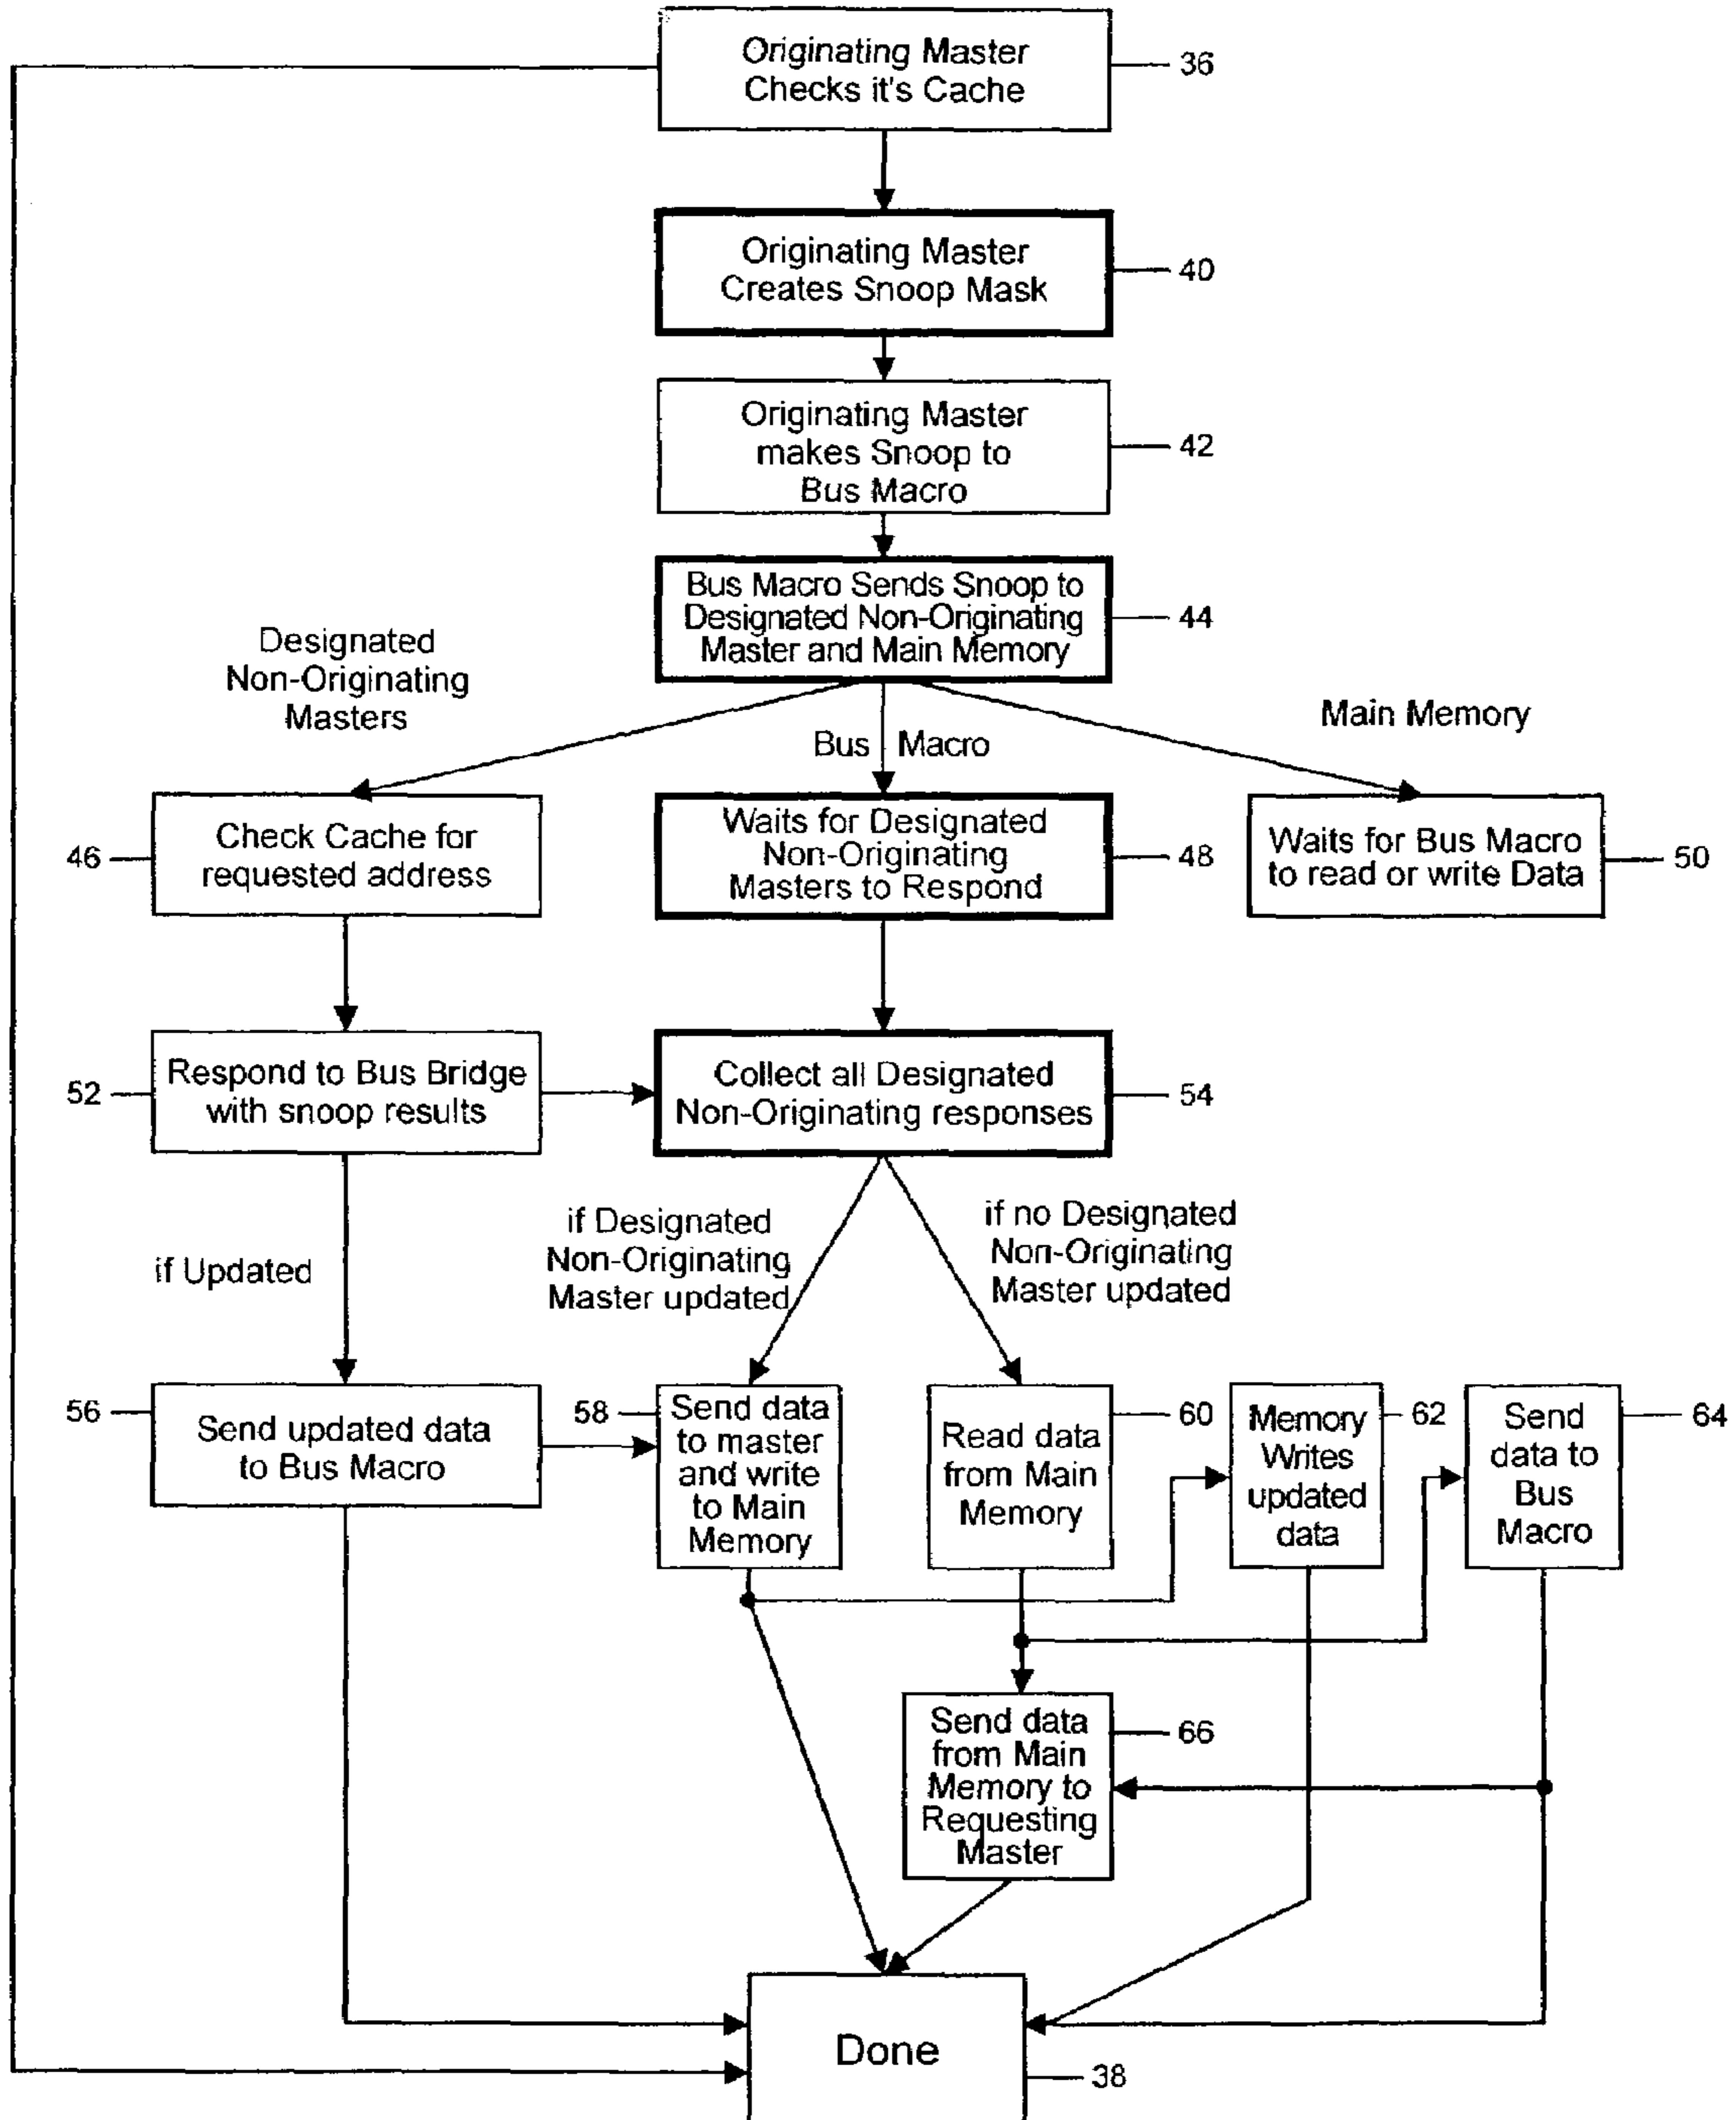 Originating Master
Checks it's Cache
36
Originating Master
Creates Snoop Mask
40
Originating Master
makes Snoop to
Bus Macro
42
Bus Macro Sends Snoop to
Designated Non-Originating
Master and Main Memory
44
Designated
Non-Originating
Masters
Bus Macro
Main Memory
46
Check Cache for
requested address
Waits for Designated
Non-Originating
Masters to Respond
48
Waits for Bus Macro
to read or write Data
50
52
Respond to Bus Bridge
with snoop results
Collect all Designated
Non-Originating responses
54
if Updated
if Designated
Non-Originating
Master updated
if no Designated
Non-Originating
Master updated
56
Send updated data
to Bus Macro
58
Send data
to master
and write
to Main
Memory
Read data
from Main
Memory
60
Memory
Writes
updated
data
62
Send
data to
Bus
Macro
64
Send data
from Main
Memory to
Requesting
Master
66
Done
38